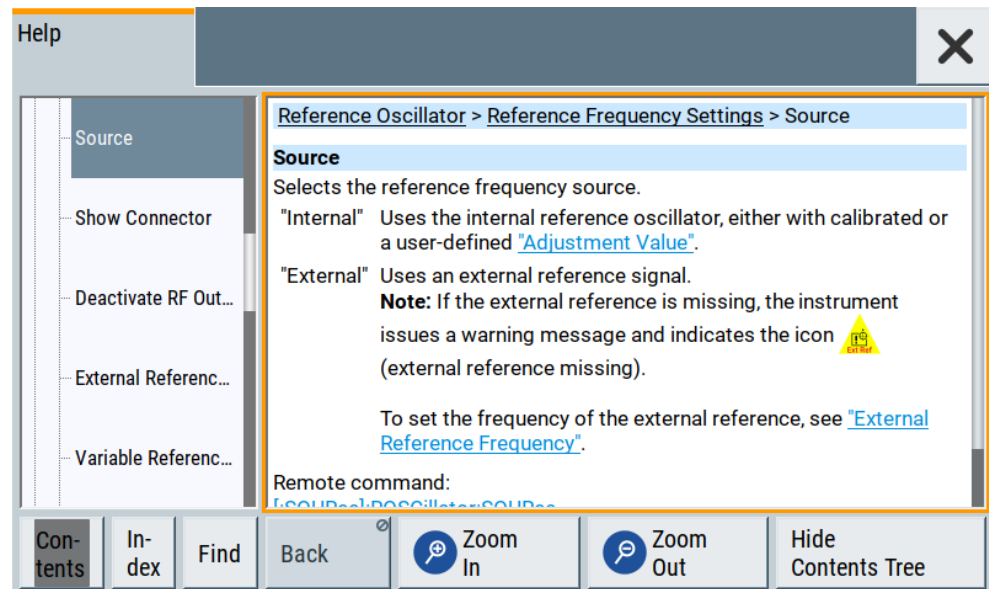 Help
Source
Show Connector
Deactivate RF Out...
External Referenc...
Variable Referenc...
Reference Oscillator > Reference Frequency Settings > Source
Source
Selects the reference frequency source.
"Internal" Uses the internal reference oscillator, either with calibrated or
a user-defined "Adjustment Value".
"External" Uses an external reference signal.
Note: If the external reference is missing, the instrument
issues a warning message and indicates the icon
Ext Ref
(external reference missing).
To set the frequency of the external reference, see "External
Reference Frequency".
Remote command:
[:SOURce]:ROSCillator:SOURce
Con-
tents
In-
dex
Find
Back
Zoom
In
Zoom
Out
Hide
Contents Tree